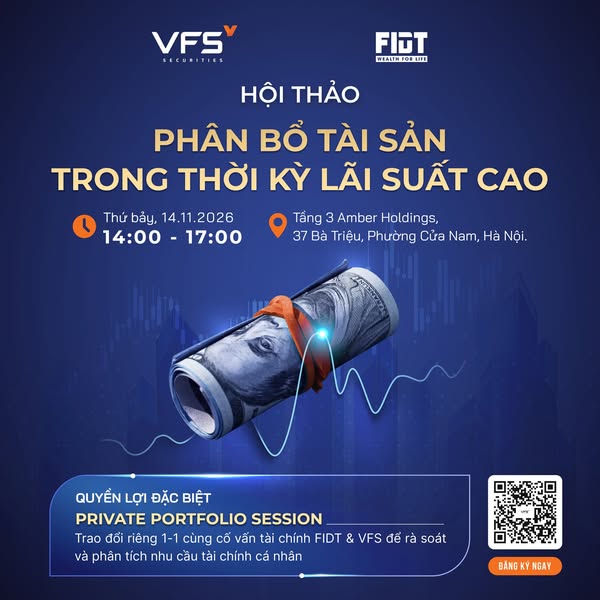 VFS
SECURITIES
FIDT
WEALTH FOR LIFE
HỘI THẢO
PHÂN BỔ TÀI SẢN
TRONG THỜI KỲ LÃI SUẤT CAO
Thứ bảy, 14.11.2026
14:00 - 17:00
Tầng 3 Amber Holdings,
37 Bà Triệu, Phường Cửa Nam, Hà Nội.
QUYỀN LỢI ĐẶC BIỆT
PRIVATE PORTFOLIO SESSION
Trao đổi riêng 1-1 cùng cố vấn tài chính FIDT & VFS để rà soát
và phân tích nhu cầu tài chính cá nhân
ĐĂNG KÝ NGAY